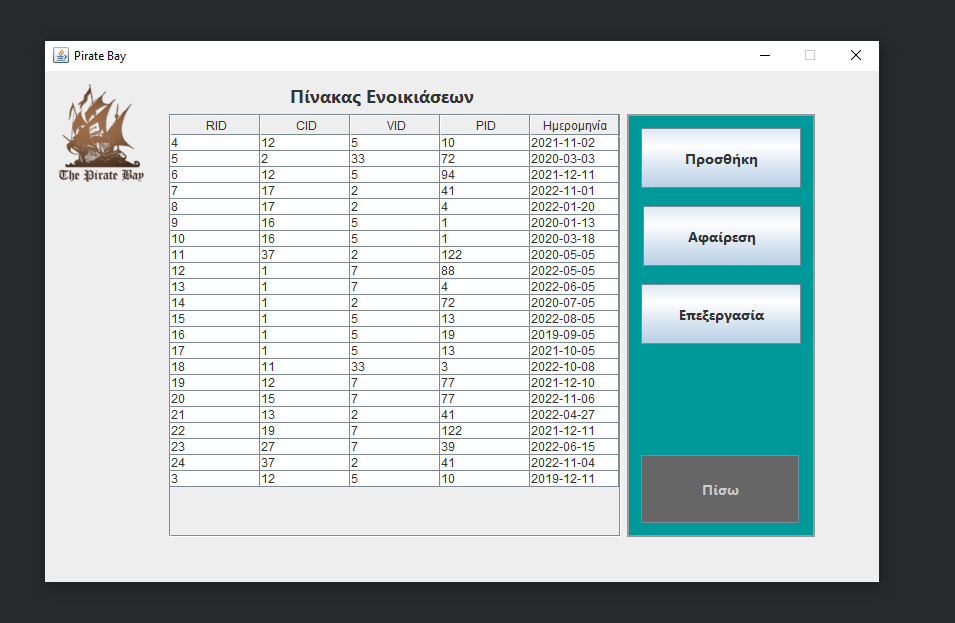 Pirate Bay
The Pirate Bay
Πίνακας Ενοικιάσεων
RID CID VID PID Ημερομηνία
4 12 5 10 2021-11-02
5 2 33 72 2020-03-03
6 12 5 94 2021-12-11
7 17 2 41 2022-11-01
8 17 2 4 2022-01-20
9 16 5 1 2020-01-13
10 16 5 1 2020-03-18
11 37 2 122 2020-05-05
12 1 7 88 2022-05-05
13 1 7 4 2022-06-05
14 1 2 72 2020-07-05
15 1 5 13 2022-08-05
16 1 5 19 2019-09-05
17 1 5 13 2021-10-05
18 11 33 3 2022-10-08
19 12 7 77 2021-12-10
20 15 7 77 2022-11-06
21 13 2 41 2022-04-27
22 19 7 122 2021-12-11
23 27 7 39 2022-06-15
24 37 2 41 2022-11-04
3 12 5 10 2019-12-11
Προσθήκη
Αφαίρεση
Επεξεργασία
Πίσω